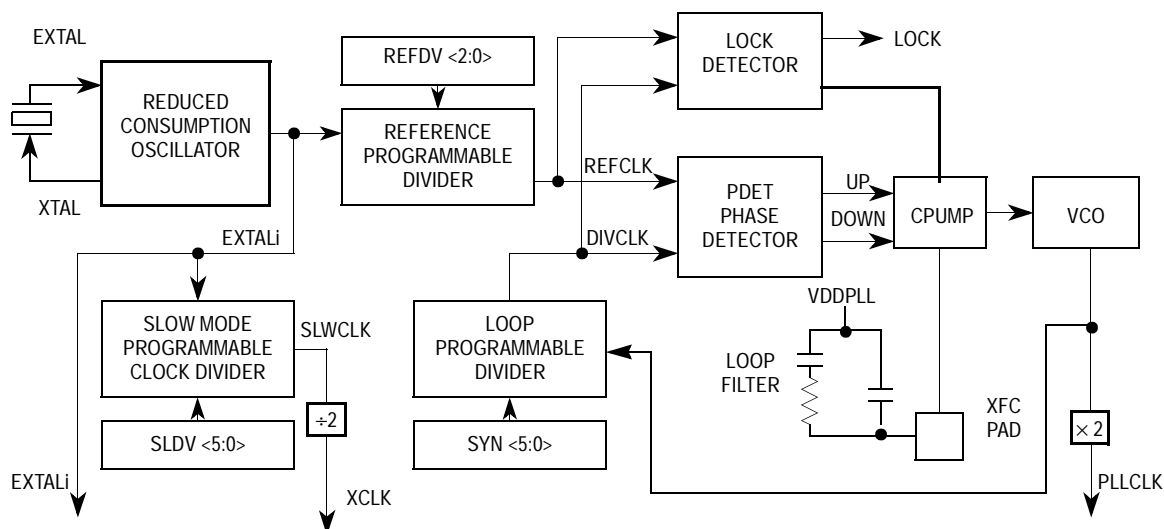 EXTAL
REDUCED
CONSUMPTION
OSCILLATOR
XTAL
REFDV <2:0>
REFERENCE
PROGRAMMABLE
DIVIDER
LOCK
DETECTOR
LOCK
REFCLK
PDET
PHASE
DETECTOR
UP
DOWN
CPUMP
VCO
EXTALi
DIVCLK
SLOW MODE
PROGRAMMABLE
CLOCK DIVIDER
SLWCLK
LOOP
PROGRAMMABLE
DIVIDER
VDDPLL
LOOP
FILTER
XFC
PAD
÷2
× 2
SLDV <5:0>
SYN <5:0>
EXTALi
XCLK
PLLCLK